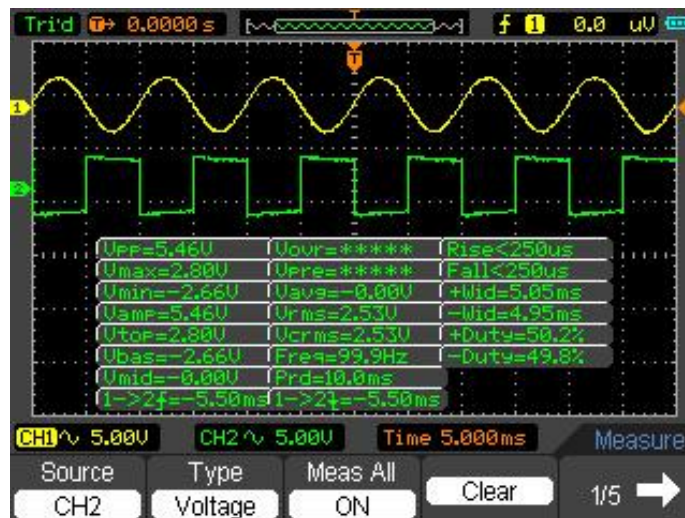 Tri'd T→ 0.0000 s T f 1 0.0 uV
T
1
2
Vpp=5.46V Vovr=***** Rise<250us
Vmax=2.80V Vpre=***** Fall<250us
Vmin=-2.66V Vavg=-0.00V +Wid=5.05ms
Vamp=5.46V Vrms=2.53V -Wid=4.95ms
Vtop=2.80V Vcrms=2.53V +Duty=50.2%
Vbas=-2.66V Freq=99.9Hz -Duty=49.8%
Vmid=-0.00V Prd=10.0ms
1->2↑=-5.50ms 1->2↓=-5.50ms
CH1∿ 5.00V CH2∿ 5.00V Time 5.000ms Measure
Source Type Meas All Clear 1/5
CH2 Voltage ON